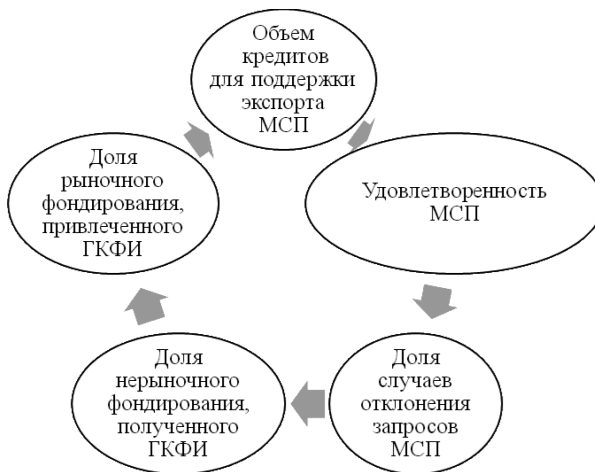 Объем
кредитов
для поддержки
экспорта
МСП
Удовлетворенность
МСП
Доля
случаев
отклонения
запросов
МСП
Доля
нерыночного
фондирования,
полученного
ГКФИ
Доля
рыночного
фондирования,
привлеченного
ГКФИ